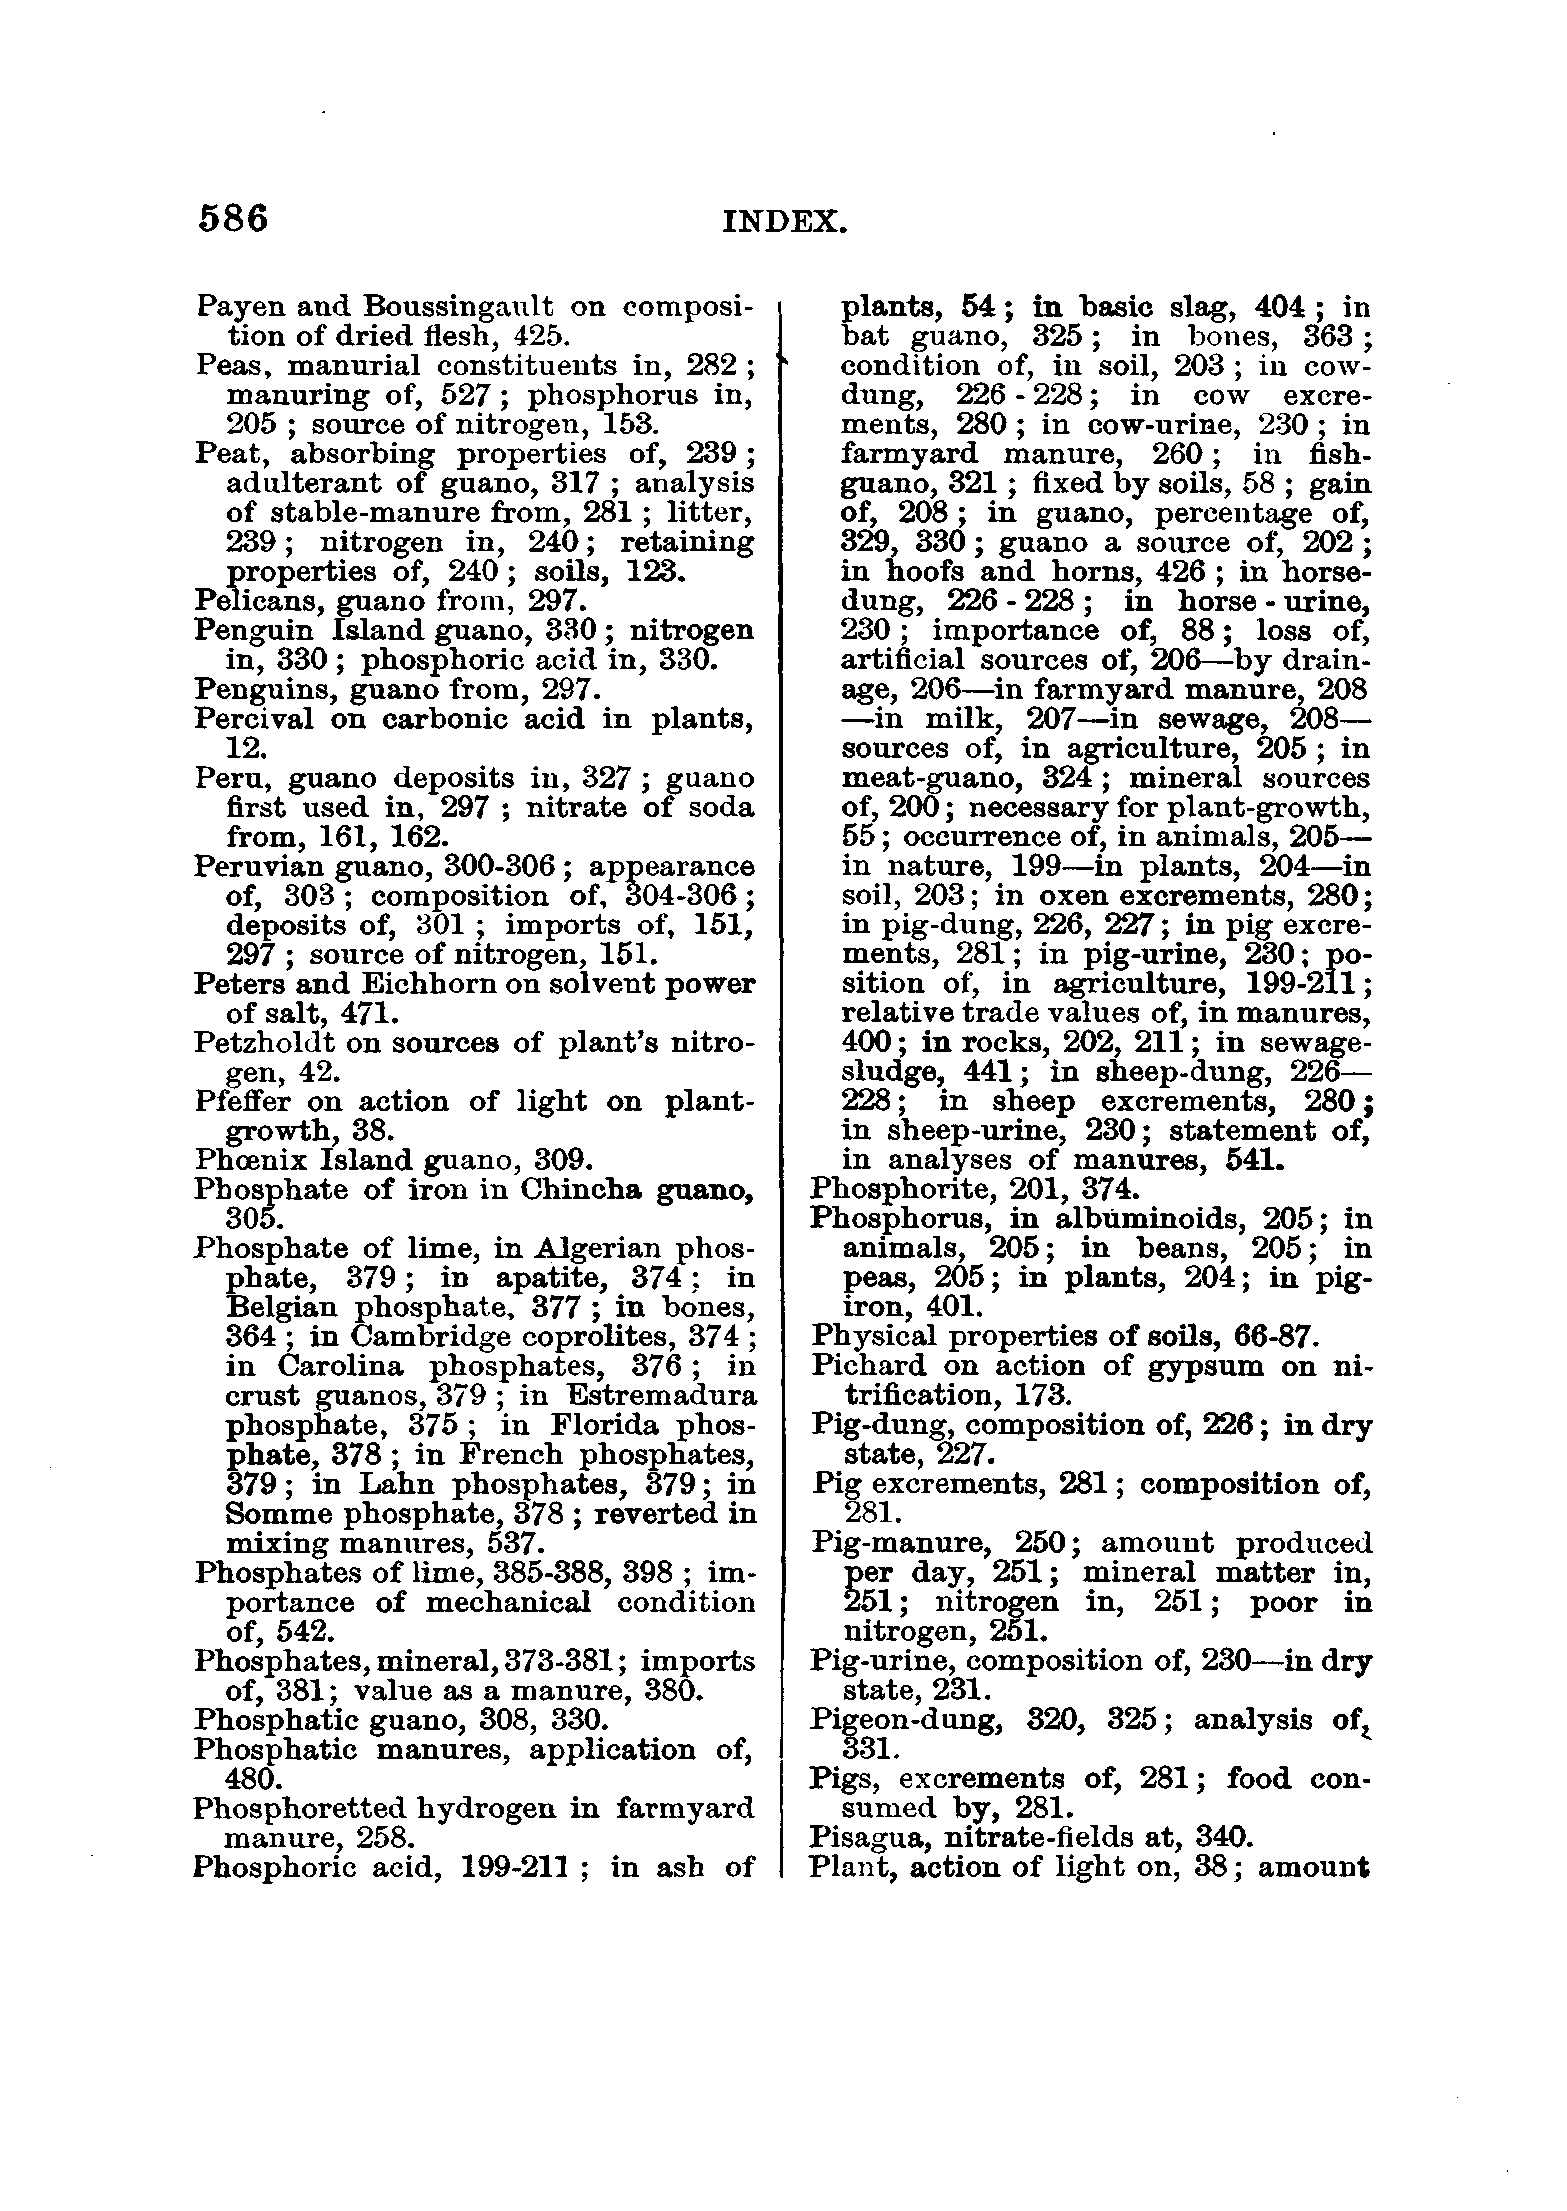 586
INDEX.
Payen and Boussingault on composi-
tion of dried flesh, 425.
Peas, manurial constituents in, 282 ;
manuring of, 527 ; phosphorus in,
205 ; source of nitrogen, 153.
Peat, absorbing properties of, 239 ;
adulterant of guano, 317 ; analysis
of stable-manure from, 281 ; litter,
239 ; nitrogen in, 240 ; retaining
properties of, 240 ; soils, 123.
Pelicans, guano from, 297.
Penguin Island guano, 330 ; nitrogen
in, 330 ; phosphoric acid in, 330.
Penguins, guano from, 297.
Percival on carbonic acid in plants,
12.
Peru, guano deposits in, 327 ; guano
first used in, 297 ; nitrate of soda
from, 161, 162.
Peruvian guano, 300-306 ; appearance
of, 303 ; composition of, 304-306 ;
deposits of, 301 ; imports of, 151,
297 ; source of nitrogen, 151.
Peters and Eichhorn on solvent power
of salt, 471.
Petzholdt on sources of plant's nitro-
gen, 42.
Pfeffer on action of light on plant-
growth, 38.
Phœnix Island guano, 309.
Phosphate of iron in Chincha guano,
305.
Phosphate of lime, in Algerian phos-
phate, 379 ; in apatite, 374 ; in
Belgian phosphate, 377 ; in bones,
364 ; in Cambridge coprolites, 374 ;
in Carolina phosphates, 376 ; in
crust guanos, 379 ; in Estremadura
phosphate, 375 ; in Florida phos-
phate, 378 ; in French phosphates,
379 ; in Lahn phosphates, 379 ; in
Somme phosphate, 378 ; reverted in
mixing manures, 537.
Phosphates of lime, 385-388, 398 ; im-
portance of mechanical condition
of, 542.
Phosphates, mineral, 373-381 ; imports
of, 381 ; value as a manure, 380.
Phosphatic guano, 308, 330.
Phosphatic manures, application of,
480.
Phosphoretted hydrogen in farmyard
manure, 258.
Phosphoric acid, 199-211 ; in ash of
plants, 54 ; in basic slag, 404 ; in
bat guano, 325 ; in bones, 363 ;
condition of, in soil, 203 ; in cow-
dung, 226 - 228 ; in cow excre-
ments, 280 ; in cow-urine, 230 ; in
farmyard manure, 260 ; in fish-
guano, 321 ; fixed by soils, 58 ; gain
of, 208 ; in guano, percentage of,
329, 330 ; guano a source of, 202 ;
in hoofs and horns, 426 ; in horse-
dung, 226 - 228 ; in horse - urine,
230 ; importance of, 88 ; loss of,
artificial sources of, 206—by drain-
age, 206—in farmyard manure, 208
—in milk, 207—in sewage, 208—
sources of, in agriculture, 205 ; in
meat-guano, 324 ; mineral sources
of, 200 ; necessary for plant-growth,
55 ; occurrence of, in animals, 205—
in nature, 199—in plants, 204—in
soil, 203 ; in oxen excrements, 280 ;
in pig-dung, 226, 227 ; in pig excre-
ments, 281 ; in pig-urine, 230 ; po-
sition of, in agriculture, 199-211 ;
relative trade values of, in manures,
400 ; in rocks, 202, 211 ; in sewage-
sludge, 441 ; in sheep-dung, 226—
228 ; in sheep excrements, 280 ;
in sheep-urine, 230 ; statement of,
in analyses of manures, 541.
Phosphorite, 201, 374.
Phosphorus, in albuminoids, 205 ; in
animals, 205 ; in beans, 205 ; in
peas, 205 ; in plants, 204 ; in pig-
iron, 401.
Physical properties of soils, 66-87.
Pichard on action of gypsum on ni-
trification, 173.
Pig-dung, composition of, 226 ; in dry
state, 227.
Pig excrements, 281 ; composition of,
281.
Pig-manure, 250 ; amount produced
per day, 251 ; mineral matter in,
251 ; nitrogen in, 251 ; poor in
nitrogen, 251.
Pig-urine, composition of, 230—in dry
state, 231.
Pigeon-dung, 320, 325 ; analysis of,
331.
Pigs, excrements of, 281 ; food con-
sumed by, 281.
Pisagua, nitrate-fields at, 340.
Plant, action of light on, 38 ; amount